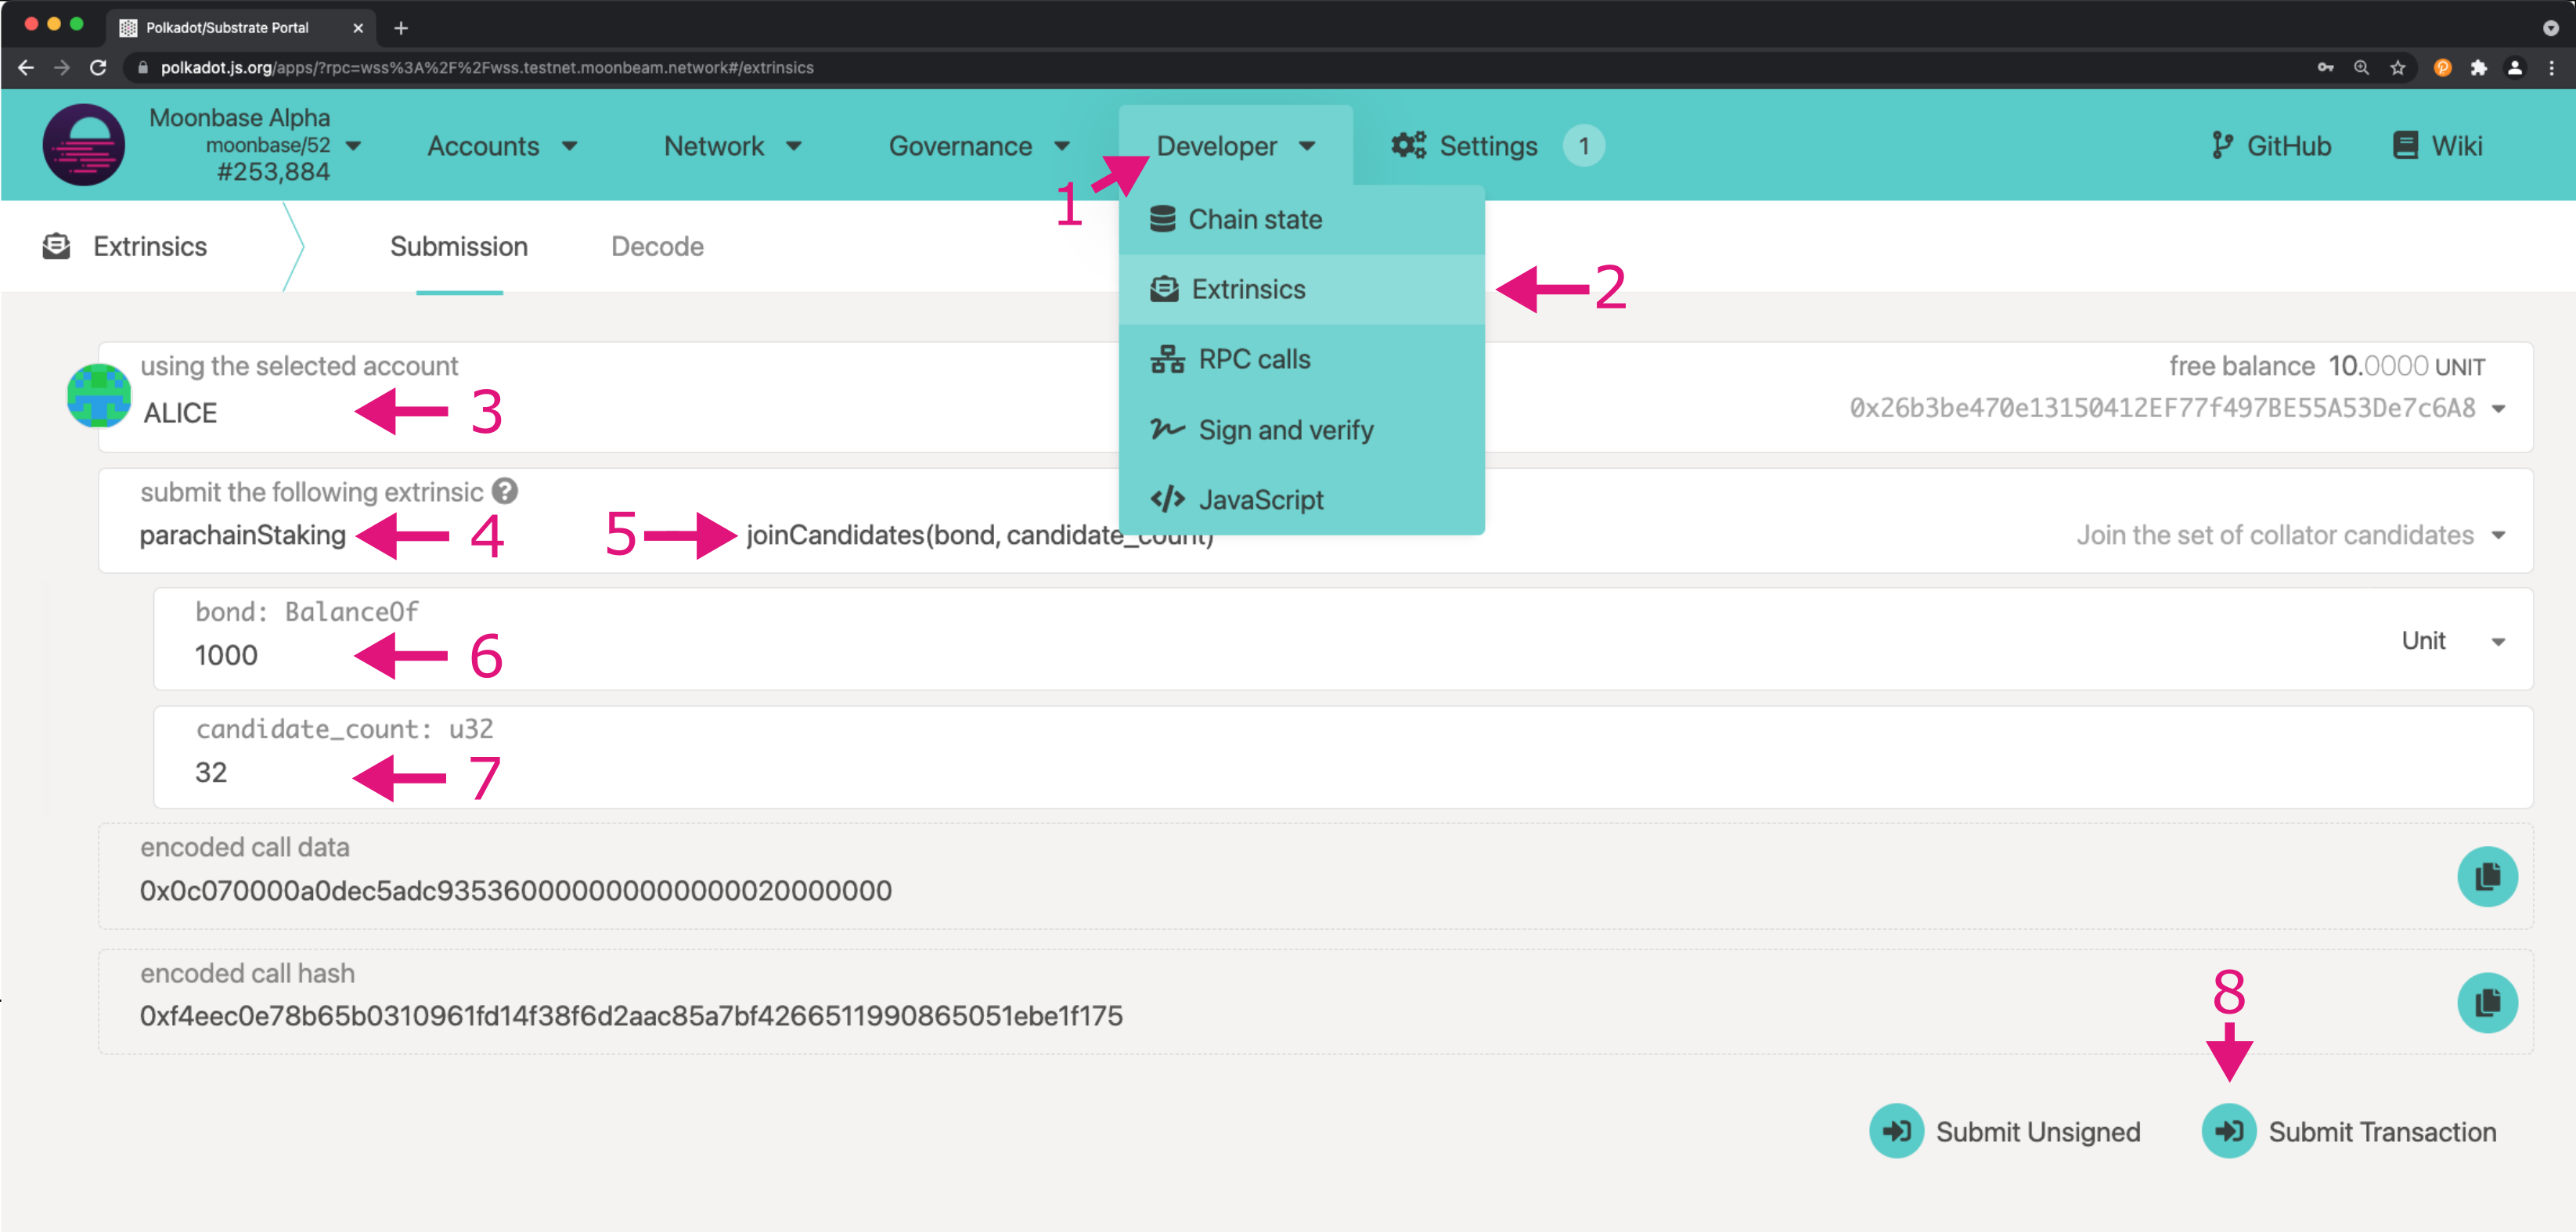 Polkadot/Substrate Portal
polkadot.js.org/apps/?rpc=wss%3A%2F%2Fwss.testnet.moonbeam.network#/extrinsics
Moonbase Alpha
moonbase/52
#253,884
Accounts
Network
Governance
Developer
Settings
1
GitHub
Wiki
1
Chain state
Extrinsics
2
RPC calls
Sign and verify
JavaScript
Extrinsics
Submission
Decode
using the selected account
ALICE
3
free balance 10.0000 UNIT
0x26b3be470e13150412EF77f497BE55A53De7c6A8
submit the following extrinsic ?
parachainStaking
4
5
joinCandidates(bond, candidate_count)
Join the set of collator candidates
bond: BalanceOf
1000
6
Unit
candidate_count: u32
32
7
encoded call data
0x0c070000a0dec5adc9353600000000000000020000000
encoded call hash
0xf4eec0e78b65b0310961fd14f38f6d2aac85a7bf4266511990865051ebe1f175
8
Submit Unsigned
Submit Transaction